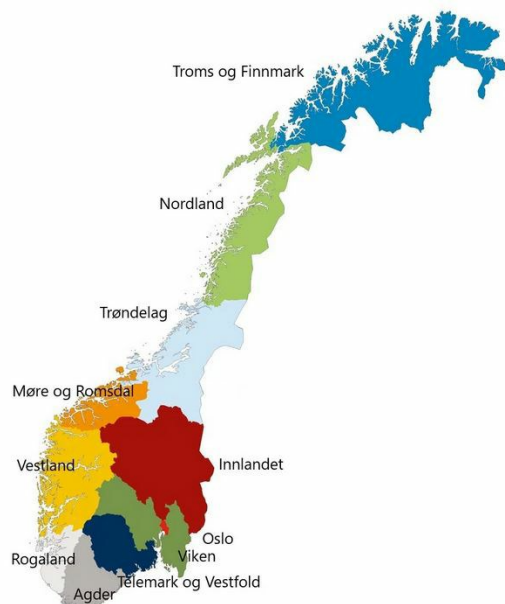 Troms og Finnmark
Nordland
Trøndelag
Møre og Romsdal
Vestland
Innlandet
Oslo
Rogaland
Viken
Telemark og Vestfold
Agder